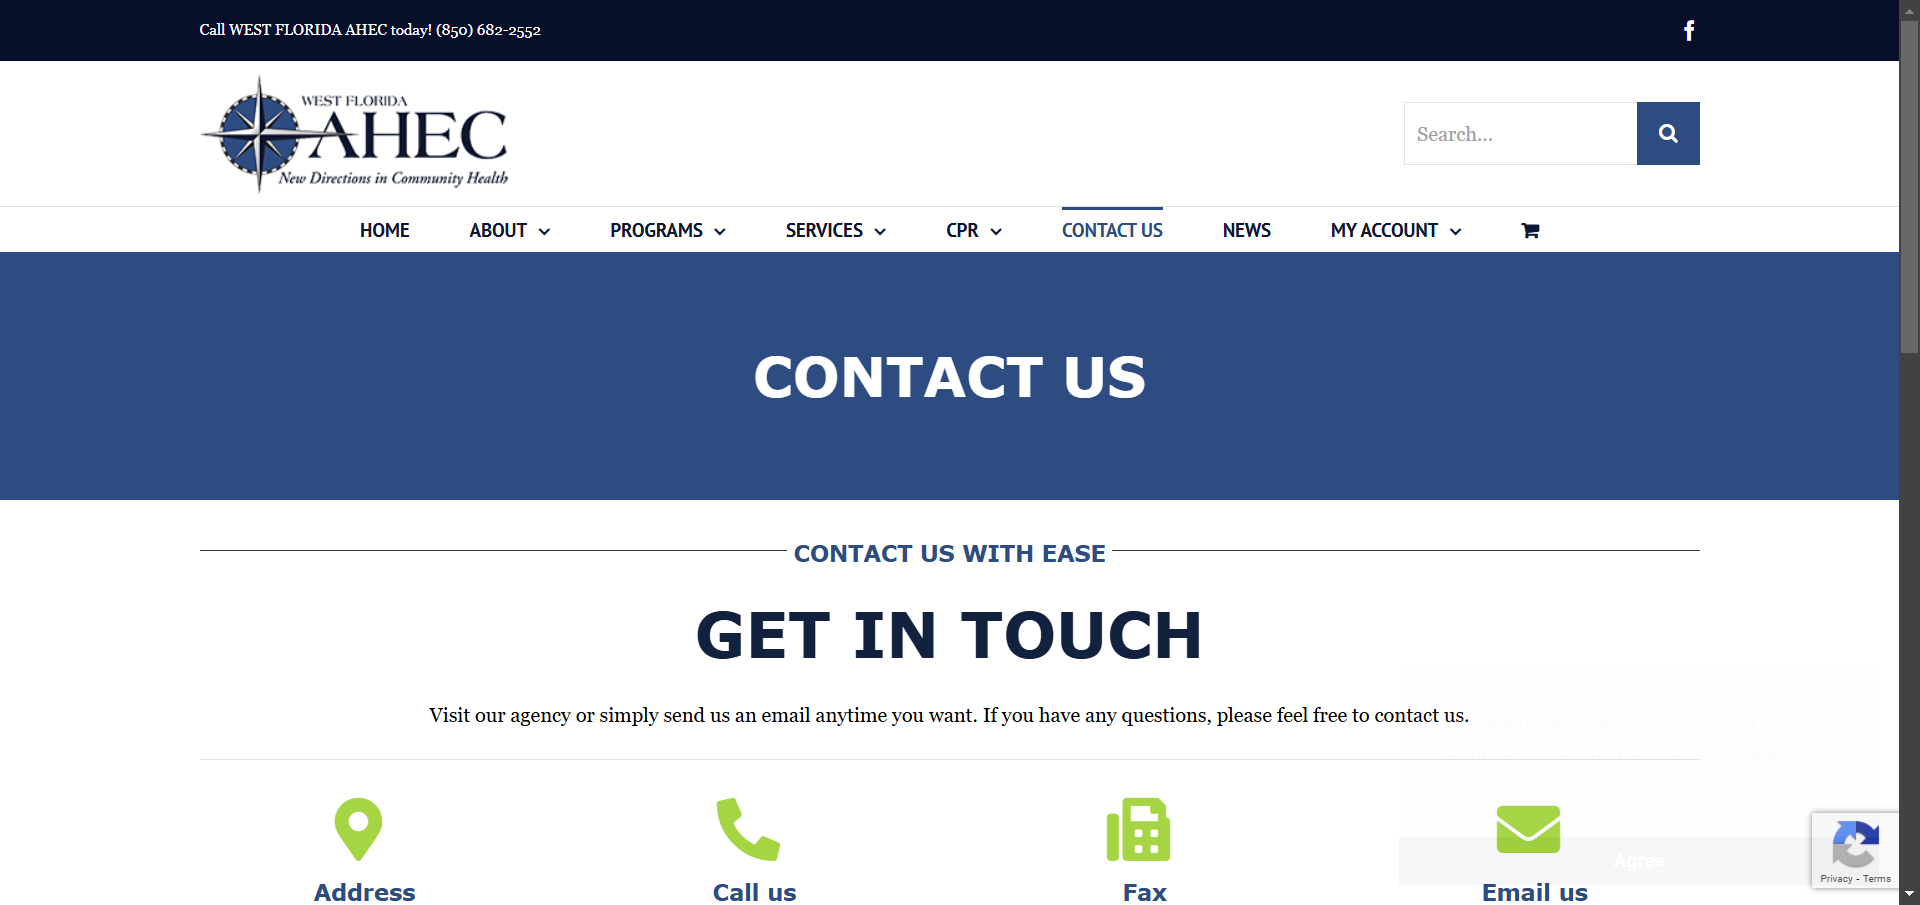 Call WEST FLORIDA AHEC today! (850) 682-2552
WEST FLORIDA
AHEC
New Directions in Community Health
Search...
HOME ABOUT PROGRAMS SERVICES CPR CONTACT US NEWS MY ACCOUNT
CONTACT US
CONTACT US WITH EASE
GET IN TOUCH
Visit our agency or simply send us an email anytime you want. If you have any questions, please feel free to contact us.
Agree
Privacy - Terms
Address Call us Fax Email us